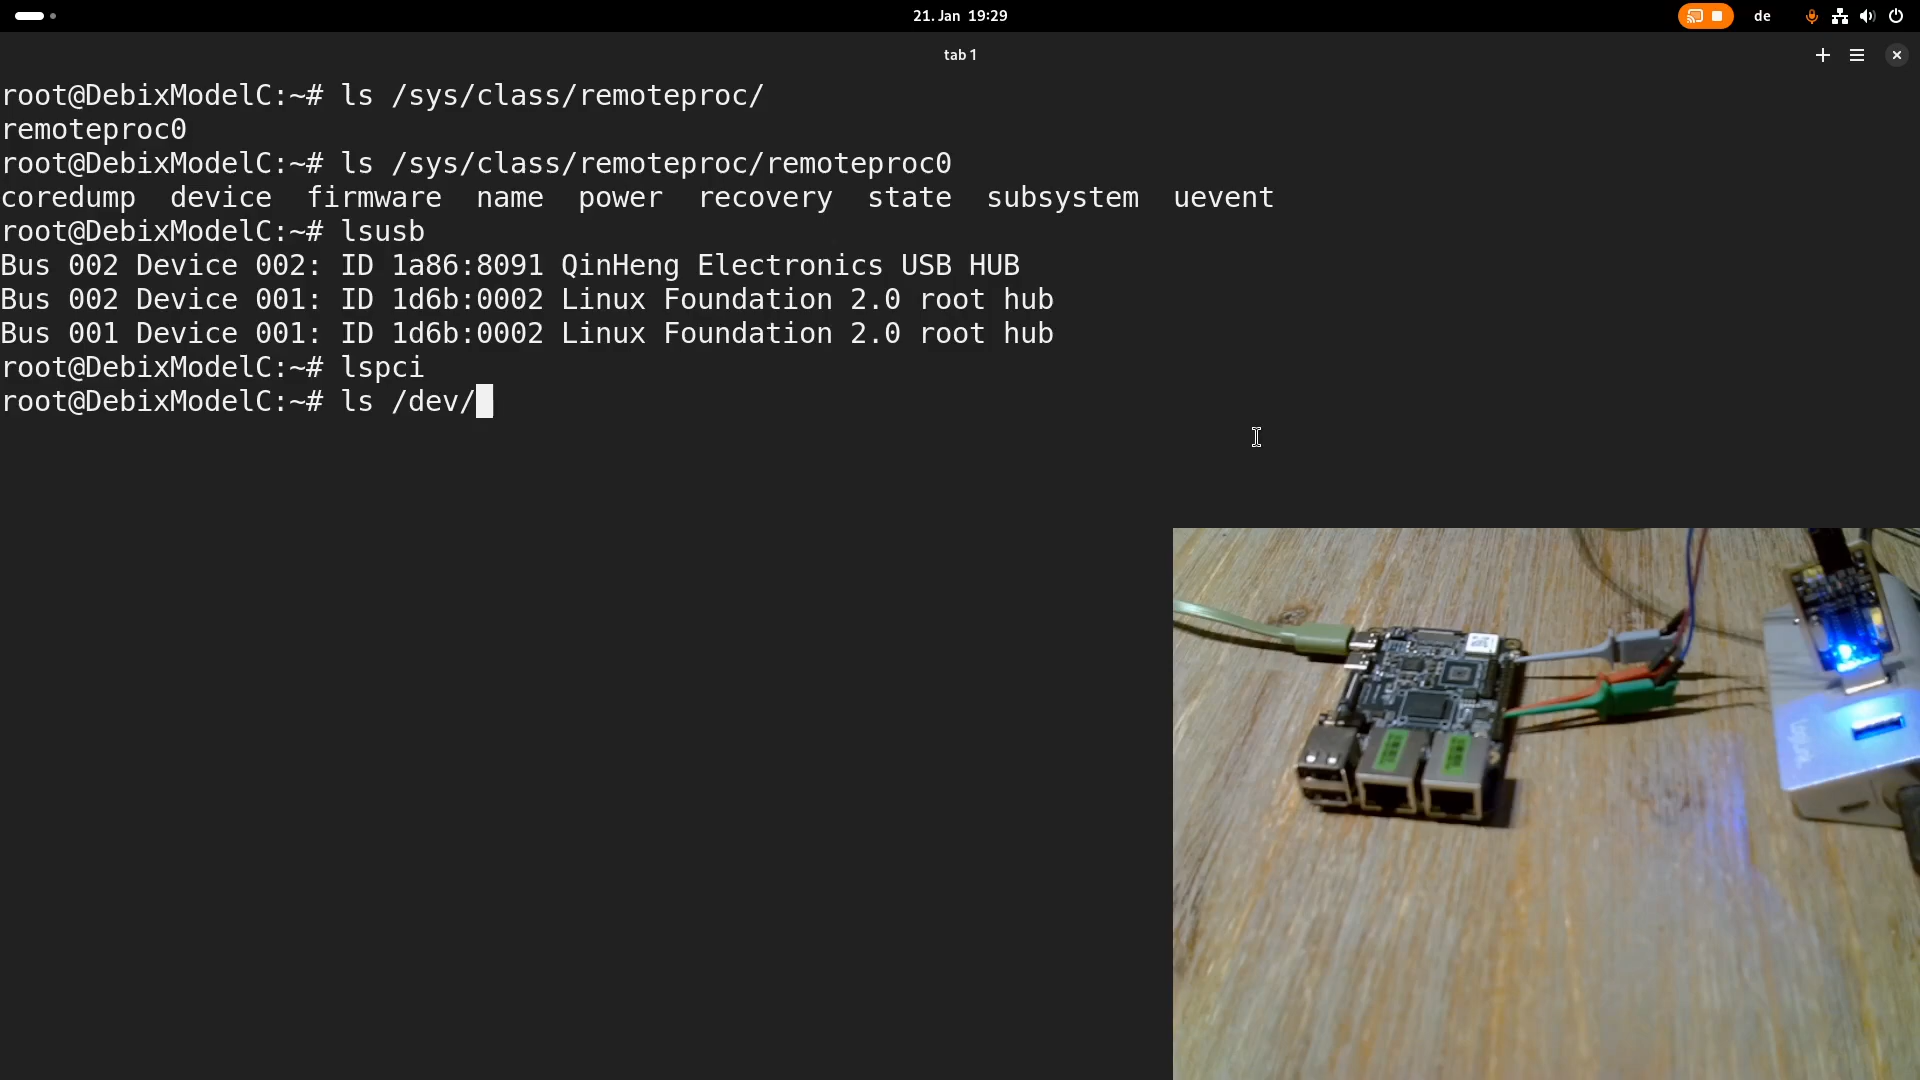 21. Jan 19:29
de
tab 1
root@DebixModelC:~# ls /sys/class/remoteproc/
remoteproc0
root@DebixModelC:~# ls /sys/class/remoteproc/remoteproc0
coredump  device  firmware  name  power  recovery  state  subsystem  uevent
root@DebixModelC:~# lsusb
Bus 002 Device 002: ID 1a86:8091 QinHeng Electronics USB HUB
Bus 002 Device 001: ID 1d6b:0002 Linux Foundation 2.0 root hub
Bus 001 Device 001: ID 1d6b:0002 Linux Foundation 2.0 root hub
root@DebixModelC:~# lspci
root@DebixModelC:~# ls /dev/